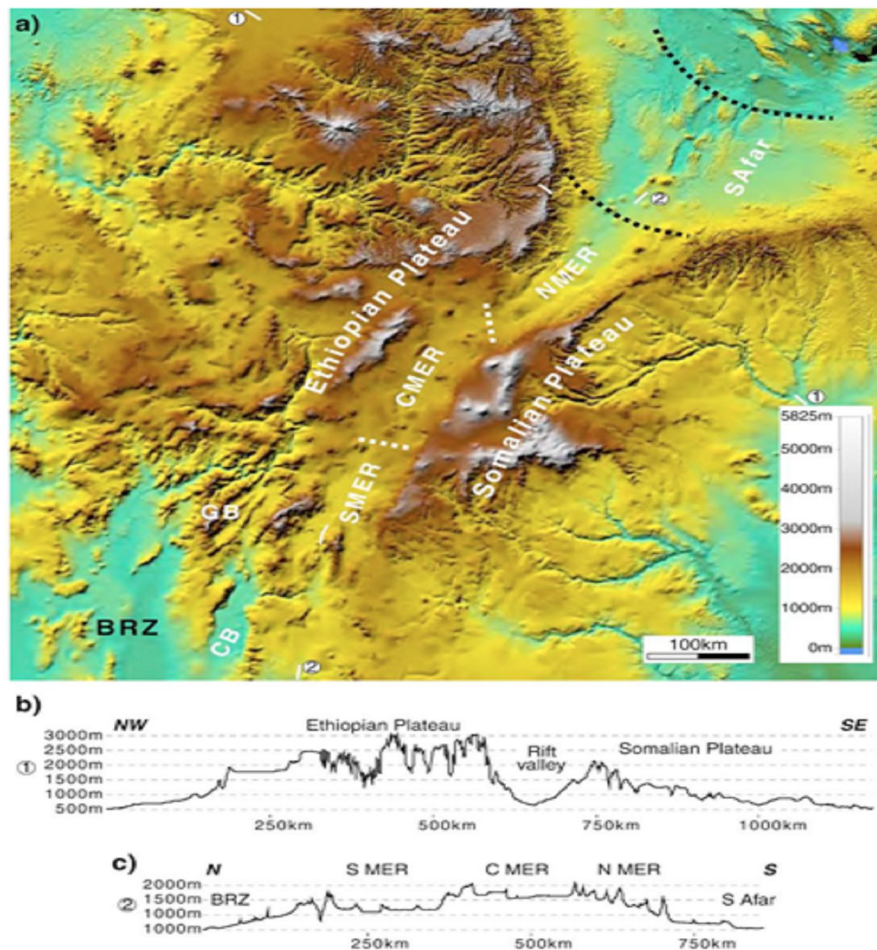 a)
①
②
SAfar
NMER
Ethiopian Plateau
CMER
Somalian Plateau
①
SMER
GB
BRZ
CB
②
100km
5825m
5000m
4000m
3000m
2000m
1000m
0m
b)
NW
Ethiopian Plateau
SE
①
3000m
2500m
2000m
1500m
1000m
500m
Rift
valley
Somalian Plateau
250km
500km
750km
1000km
c)
N
S MER
C MER
N MER
S
②
2000m
1500m
1000m
BRZ
S Afar
250km
500km
750km